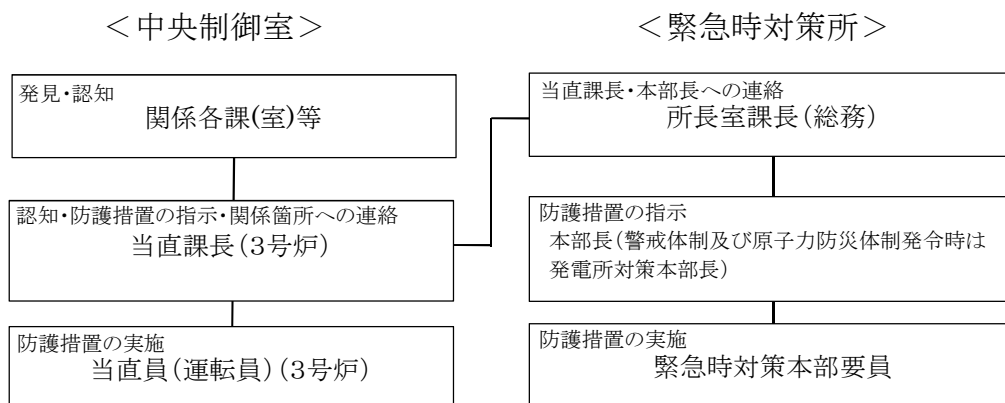 ＜中央制御室＞
発見・認知
関係各課(室)等
認知・防護措置の指示・関係箇所への連絡
当直課長（３号炉）
防護措置の実施
当直員（運転員）（３号炉）
＜緊急時対策所＞
当直課長・本部長への連絡
所長室課長（総務）
防護措置の指示
本部長（警戒体制及び原子力防災体制発令時は
発電所対策本部長）
防護措置の実施
緊急時対策本部要員